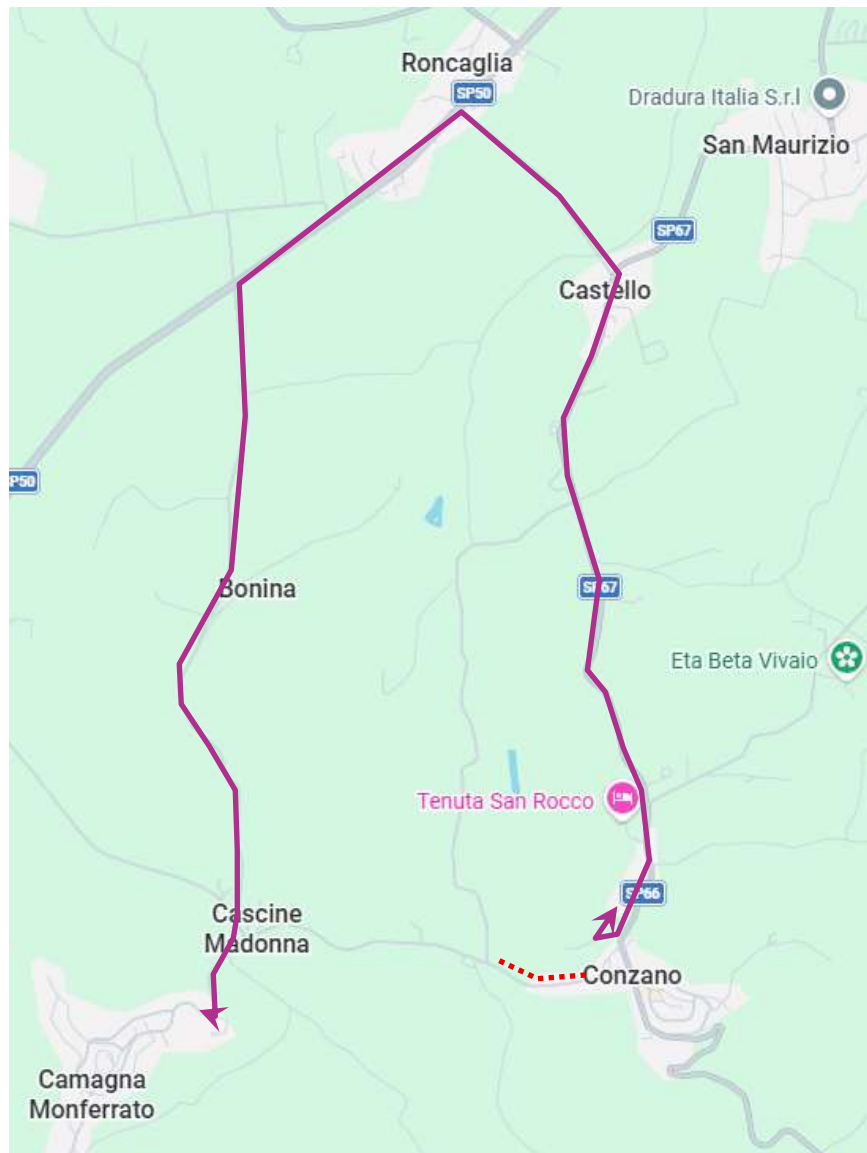 Roncaglia
SP50
Dradura Italia S.r.l
San Maurizio
SP67
Castello
P50
Bonina
SP67
Eta Beta Vivaio
Tenuta San Rocco
SP66
Cascine
Madonna
Conzano
Camagna
Monferrato